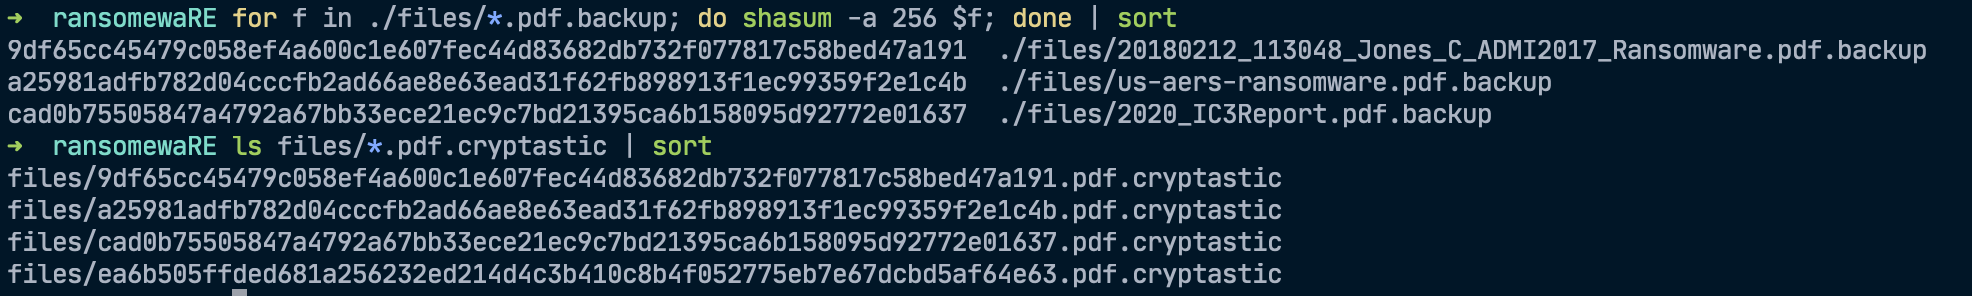 ➜  ransomewaRE for f in ./files/*.pdf.backup; do shasum -a 256 $f; done | sort
9df65cc45479c058ef4a600c1e607fec44d83682db732f077817c58bed47a191  ./files/20180212_113048_Jones_C_ADMI2017_Ransomware.pdf.backup
a25981adfb782d04cccfb2ad66ae8e63ead31f62fb898913f1ec99359f2e1c4b  ./files/us-aers-ransomware.pdf.backup
cad0b75505847a4792a67bb33ece21ec9c7bd21395ca6b158095d92772e01637  ./files/2020_IC3Report.pdf.backup
➜  ransomewaRE ls files/*.pdf.cryptastic | sort
files/9df65cc45479c058ef4a600c1e607fec44d83682db732f077817c58bed47a191.pdf.cryptastic
files/a25981adfb782d04cccfb2ad66ae8e63ead31f62fb898913f1ec99359f2e1c4b.pdf.cryptastic
files/cad0b75505847a4792a67bb33ece21ec9c7bd21395ca6b158095d92772e01637.pdf.cryptastic
files/ea6b505ffded681a256232ed214d4c3b410c8b4f052775eb7e67dcbd5af64e63.pdf.cryptastic